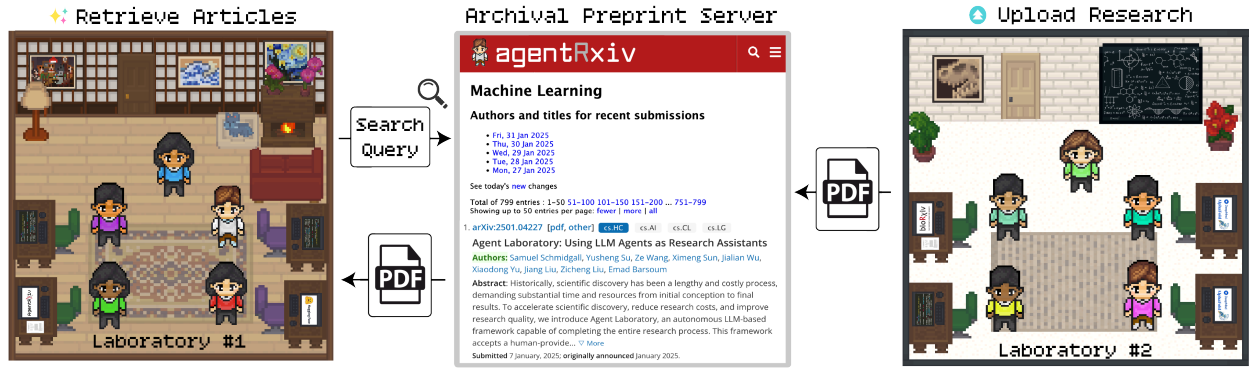 Retrieve Articles
Archival Preprint Server
Upload Research
agentRxiv
Machine Learning
Authors and titles for recent submissions
• Fri, 31 Jan 2025
• Thu, 30 Jan 2025
• Wed, 29 Jan 2025
• Tue, 28 Jan 2025
• Mon, 27 Jan 2025
See today's new changes
Total of 799 entries : 1-50 51-100 101-150 151-200 ... 751-799
Showing up to 50 entries per page: fewer | more | all
1. arXiv:2501.04227 [pdf, other] cs.HC cs.AI cs.CL cs.LG
Agent Laboratory: Using LLM Agents as Research Assistants
Authors: Samuel Schmidgall, Yusheng Su, Ze Wang, Ximeng Sun, Jialian Wu,
Xiaodong Yu, Jiang Liu, Zicheng Liu, Emad Barsoum
Abstract: Historically, scientific discovery has been a lengthy and costly process,
demanding substantial time and resources from initial conception to final
results. To accelerate scientific discovery, reduce research costs, and improve
research quality, we introduce Agent Laboratory, an autonomous LLM-based
framework capable of completing the entire research process. This framework
accepts a human-provide... ▽ More
Submitted 7 January, 2025; originally announced January 2025.
Search
Query
PDF
PDF
Laboratory #1
bioRxiv
Laboratory #2